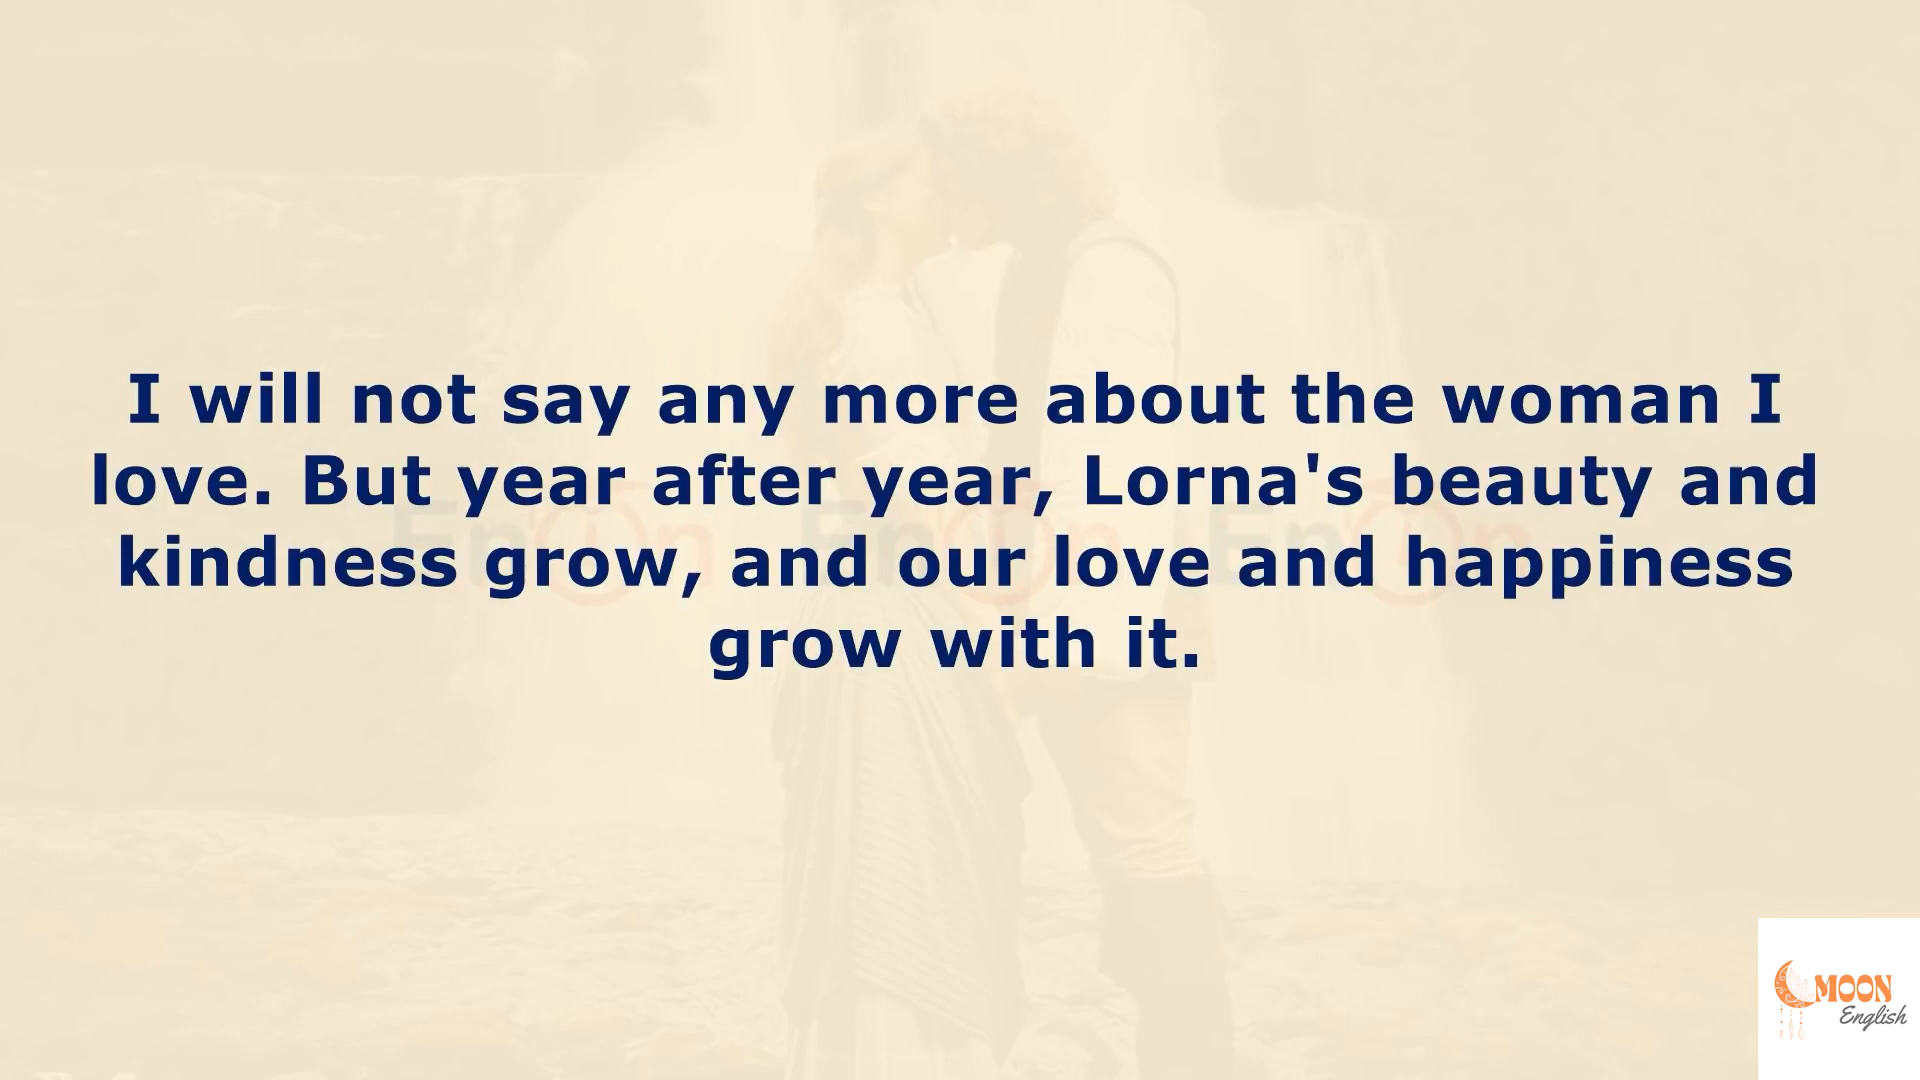 I will not say any more about the woman I
love. But year after year, Lorna's beauty and
kindness grow, and our love and happiness
grow with it.
MOON
English